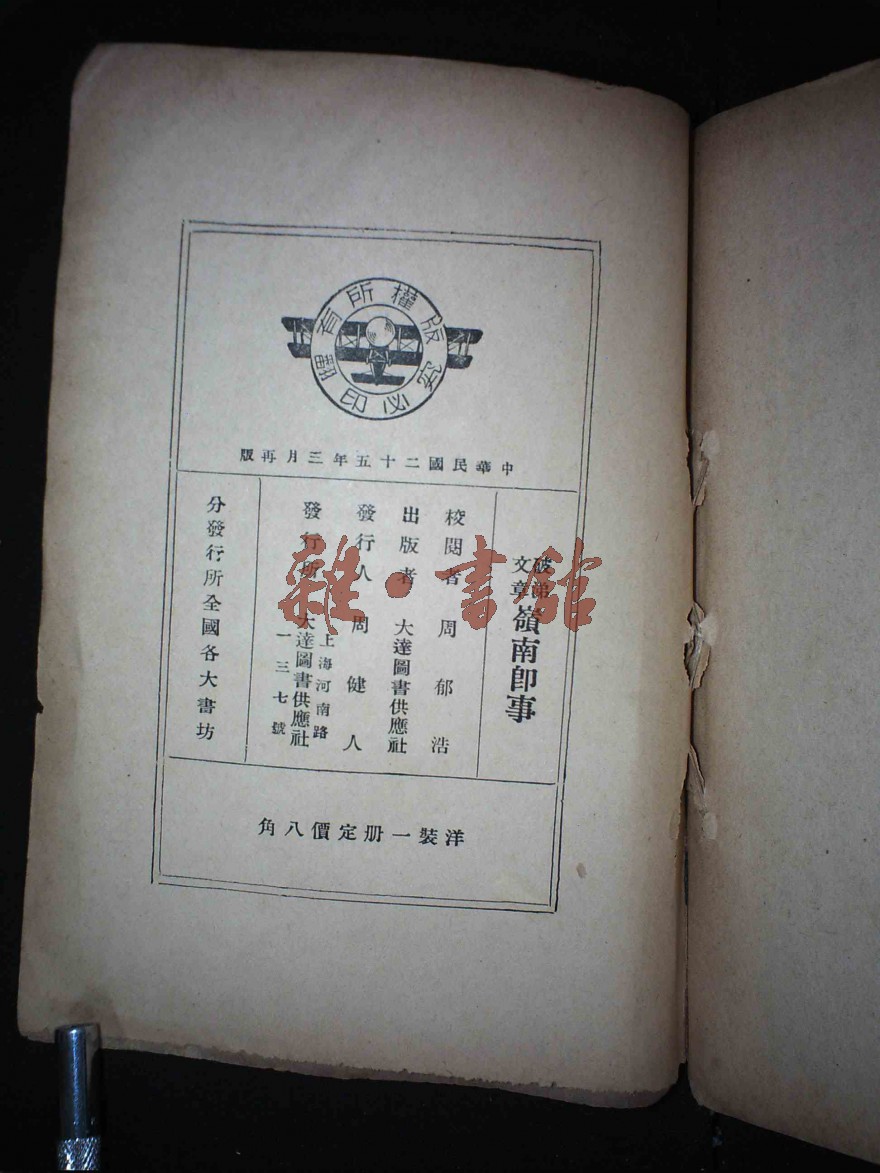 版權所有
翻印必究
中華民國二十五年三月再版
破涕文章
嶺南即事
校閱者 周郁浩
出版者 大達圖書供應社
發行人 周健人
發行所 大達圖書供應社
上海河南路
一三七號
分發行所全國各大書坊
洋裝一册定價八角
雜·書館